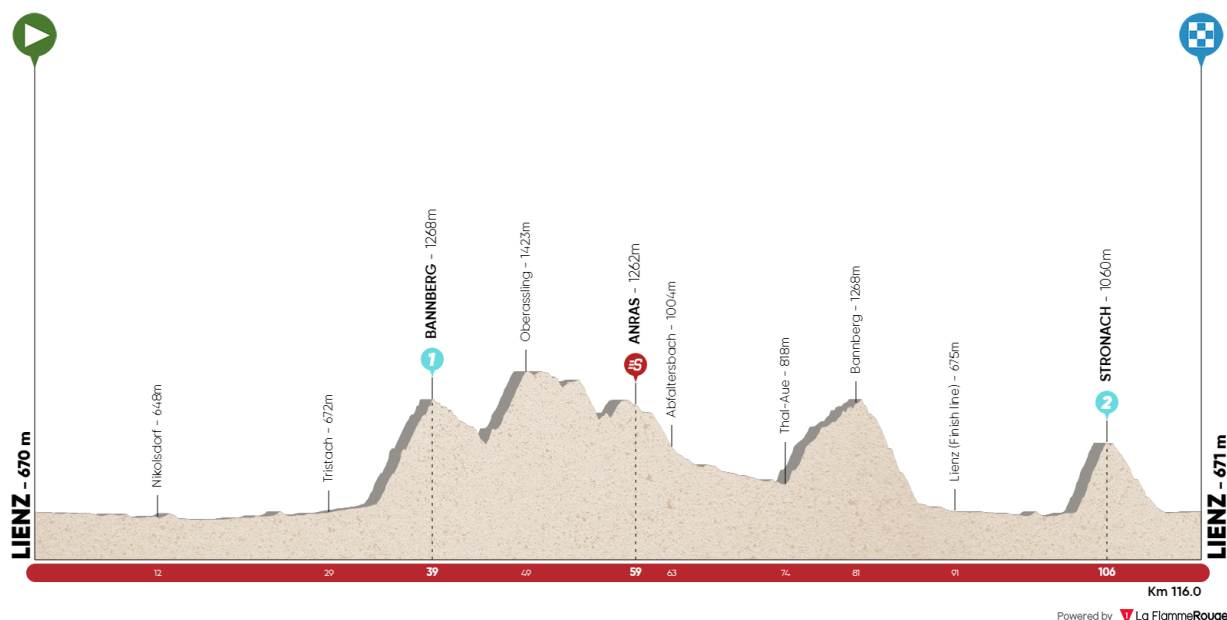 LIENZ - 670 m
Nikolsdorf - 648m
Tristach - 672m
BANNBERG - 1268m
1
Oberassling - 1423m
ANRAS - 1262m
S
Abfaltersbach - 1004m
Thal-Aue - 818m
Bannberg - 1268m
Lienz (Finish line) - 675m
STRONACH - 1060m
2
LIENZ - 671 m
12 29 39 49 59 63 74 81 91 106
Km 116.0
Powered by 1 La FlammeRouge